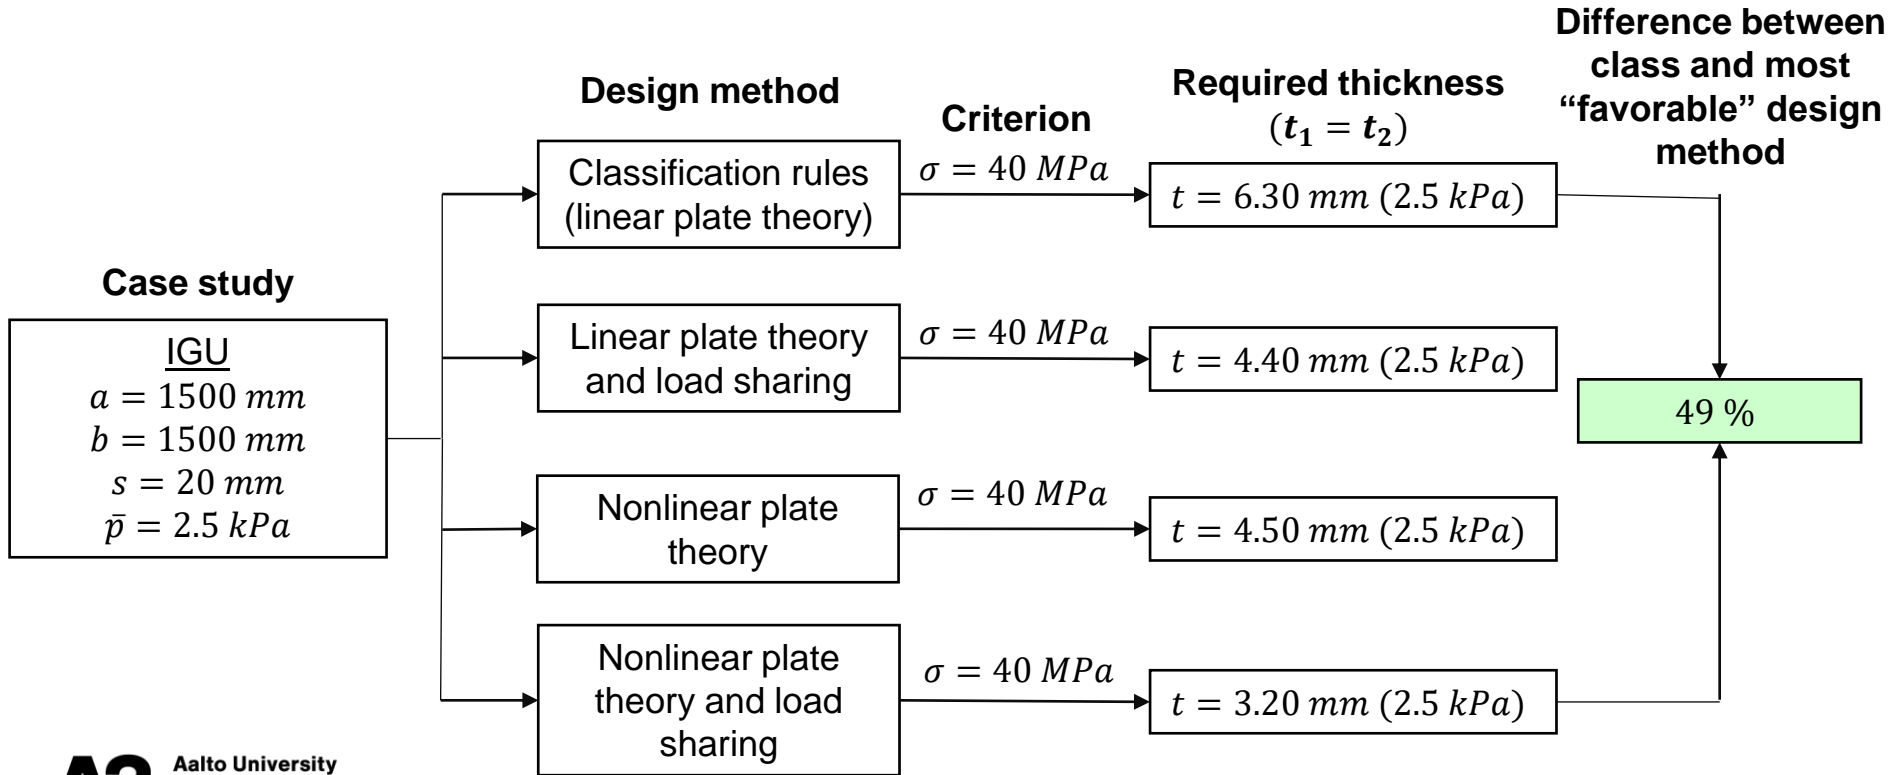 Case study
IGU
a = 1500 mm
b = 1500 mm
s = 20 mm
p̄ = 2.5 kPa
Design method
Classification rules
(linear plate theory)
Linear plate theory
and load sharing
Nonlinear plate
theory
Nonlinear plate
theory and load
sharing
Criterion
σ = 40 MPa
σ = 40 MPa
σ = 40 MPa
σ = 40 MPa
Required thickness
(t₁ = t₂)
t = 6.30 mm (2.5 kPa)
t = 4.40 mm (2.5 kPa)
t = 4.50 mm (2.5 kPa)
t = 3.20 mm (2.5 kPa)
Difference between
class and most
“favorable” design
method
49 %
Aalto University